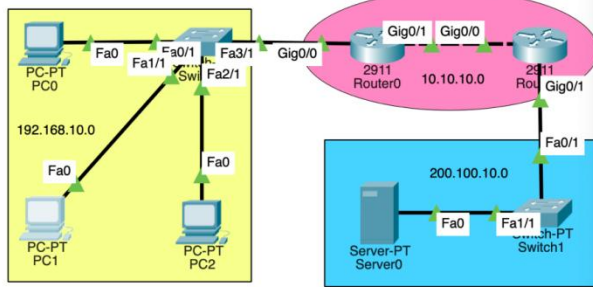 Fa0
Fa0/1
Fa1/1
Fa3/1
Fa2/1
Gig0/0
PC-PT
PC0
192.168.10.0
Fa0
PC-PT
PC1
Fa0
PC-PT
PC2
Gig0/1
Gig0/0
2911
Router0
10.10.10.0
2911
Gig0/1
Fa0/1
200.100.10.0
Server-PT
Server0
Fa0
Fa1/1
Switch-PT
Switch1